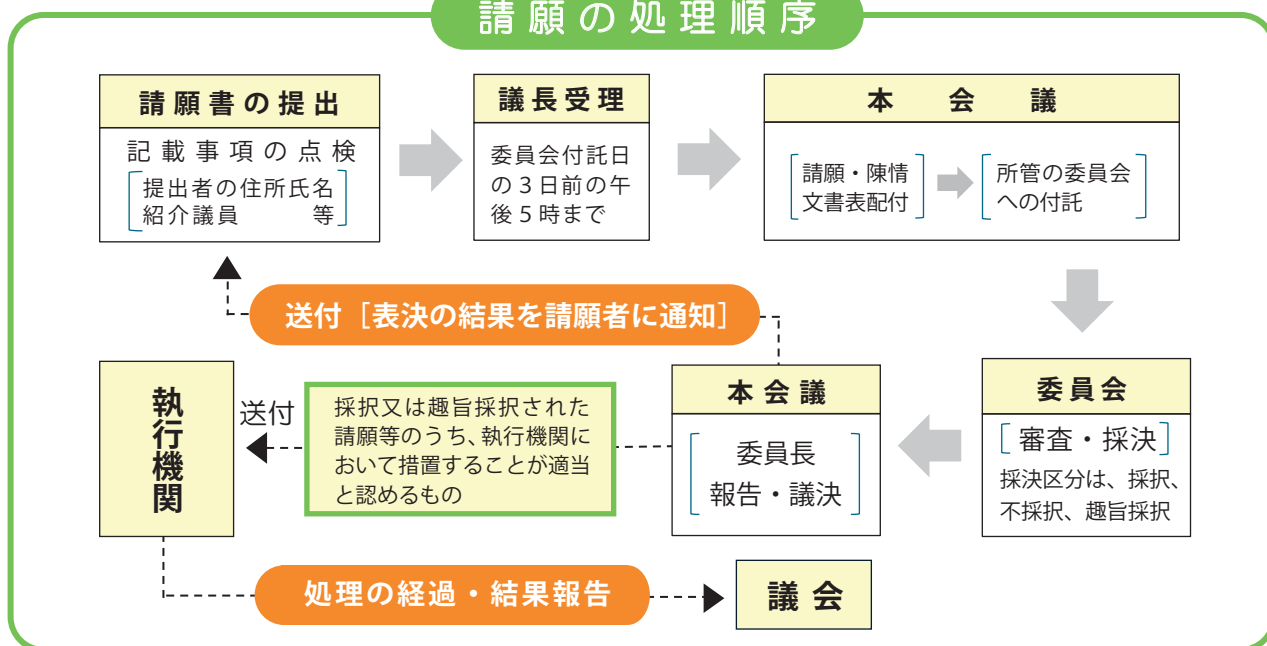 請願の処理順序
請願書の提出
記載事項の点検
提出者の住所氏名
紹介議員　　　等
議長受理
委員会付託日
の3日前の午
後5時まで
本会議
請願・陳情
文書表配付
所管の委員会
への付託
委員会
[審査・採決]
採決区分は、採択、
不採択、趣旨採択
本会議
委員長
報告・議決
送付［表決の結果を請願者に通知］
採択又は趣旨採択された
請願等のうち、執行機関に
おいて措置することが適当
と認めるもの
送付
執行機関
処理の経過・結果報告
議会